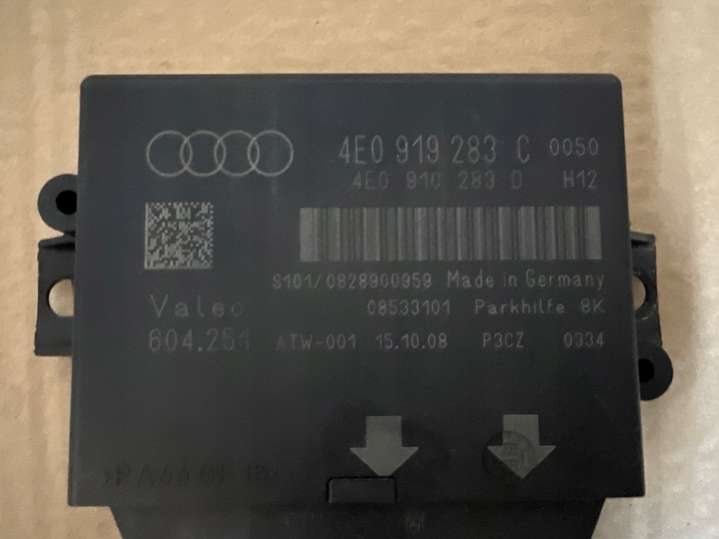 4E0 919 283 C 0050
4E0 910 283 D H12
S101/0828900959 Made in Germany
Valeo 08533101 Parkhilfe 8K
604.251 ATW-001 15.10.08 P3CZ 0334